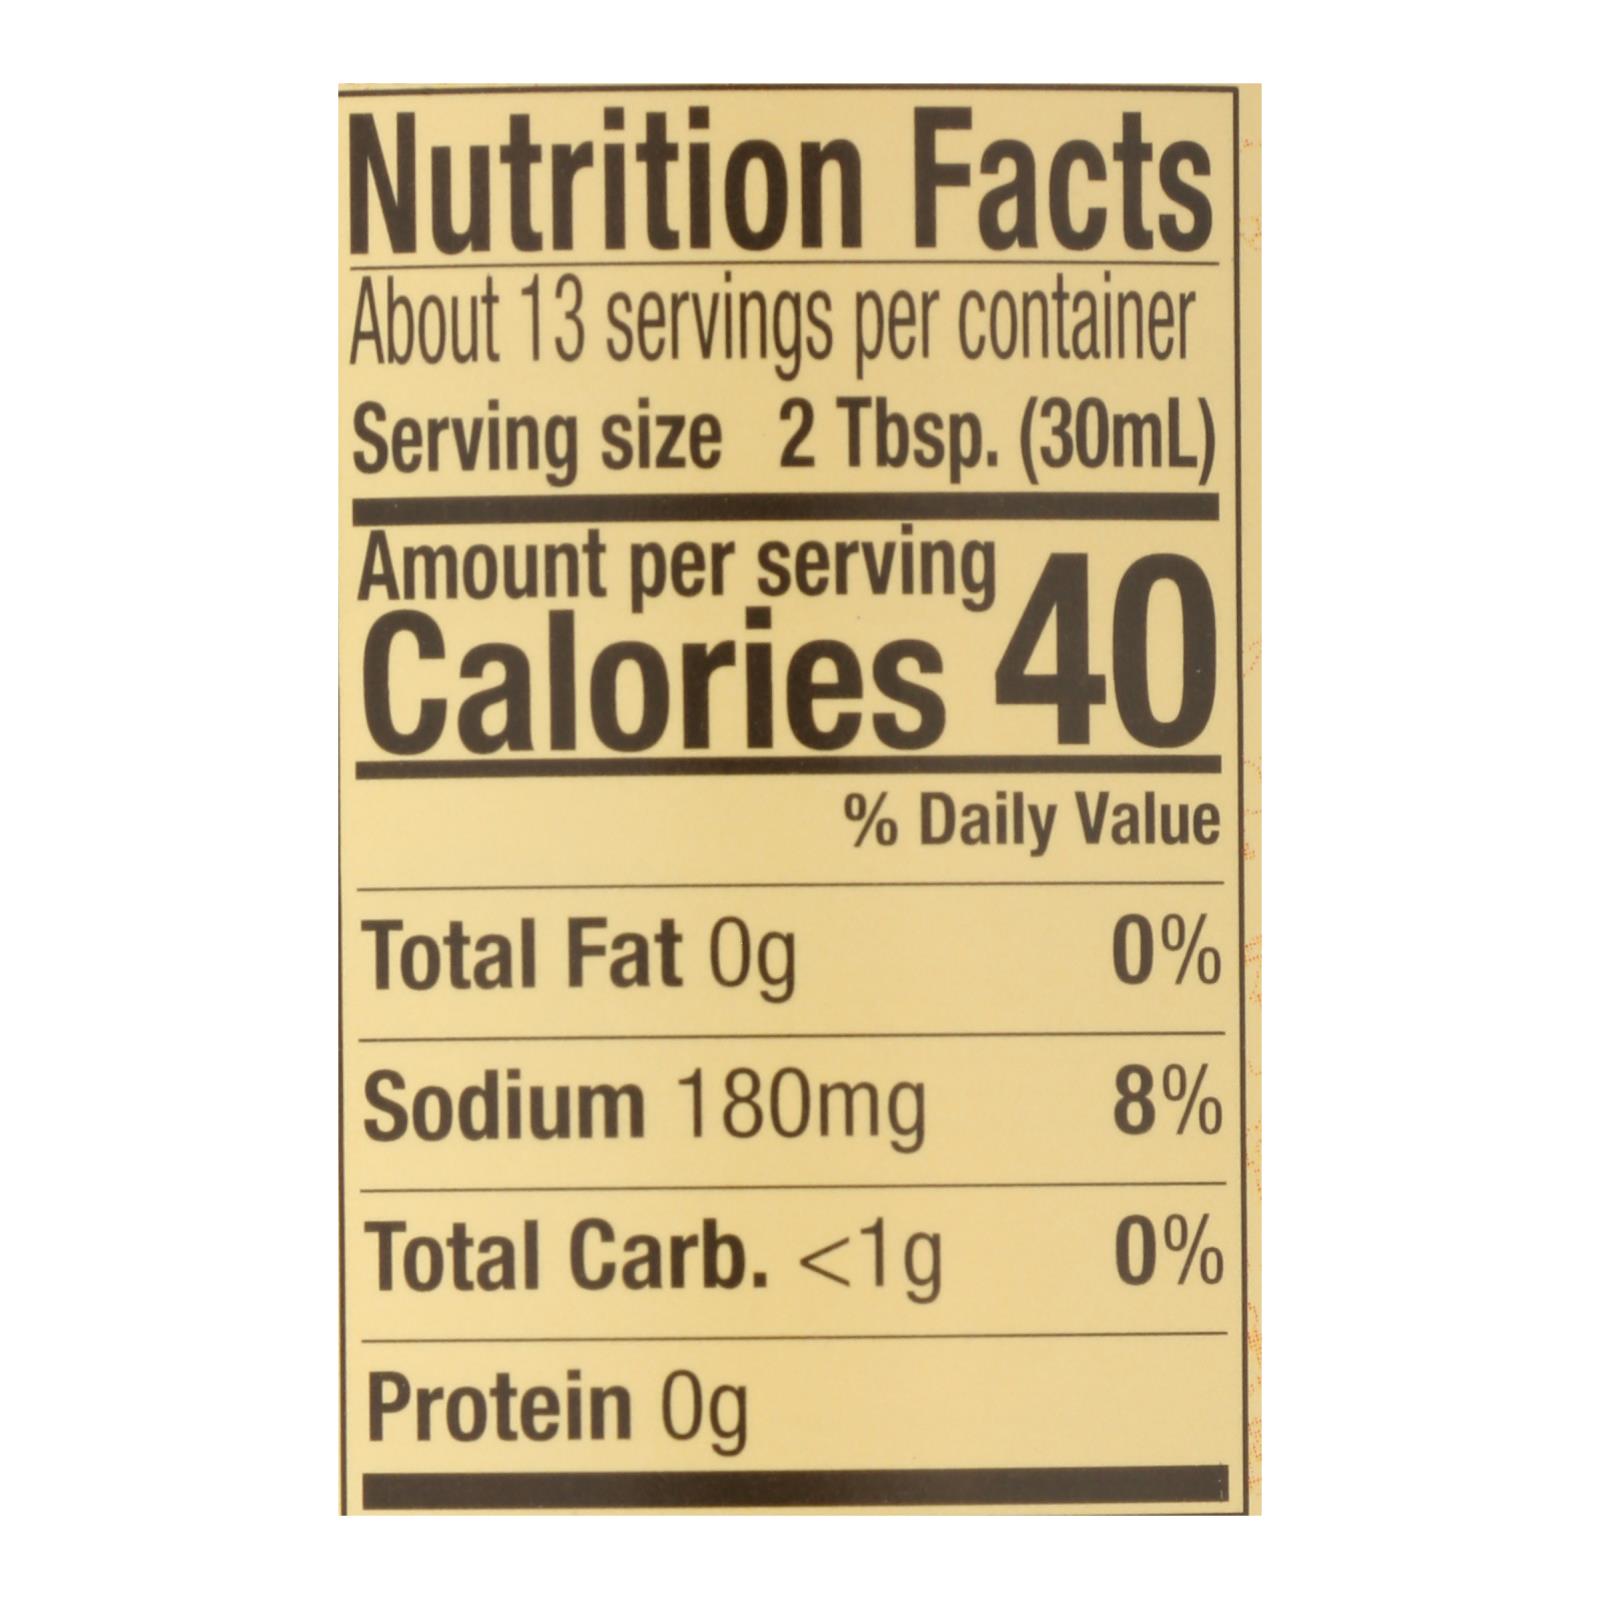 Nutrition Facts
About 13 servings per container
Serving size 2 Tbsp. (30mL)
Amount per serving
Calories 40
% Daily Value
Total Fat 0g 0%
Sodium 180mg 8%
Total Carb. <1g 0%
Protein 0g